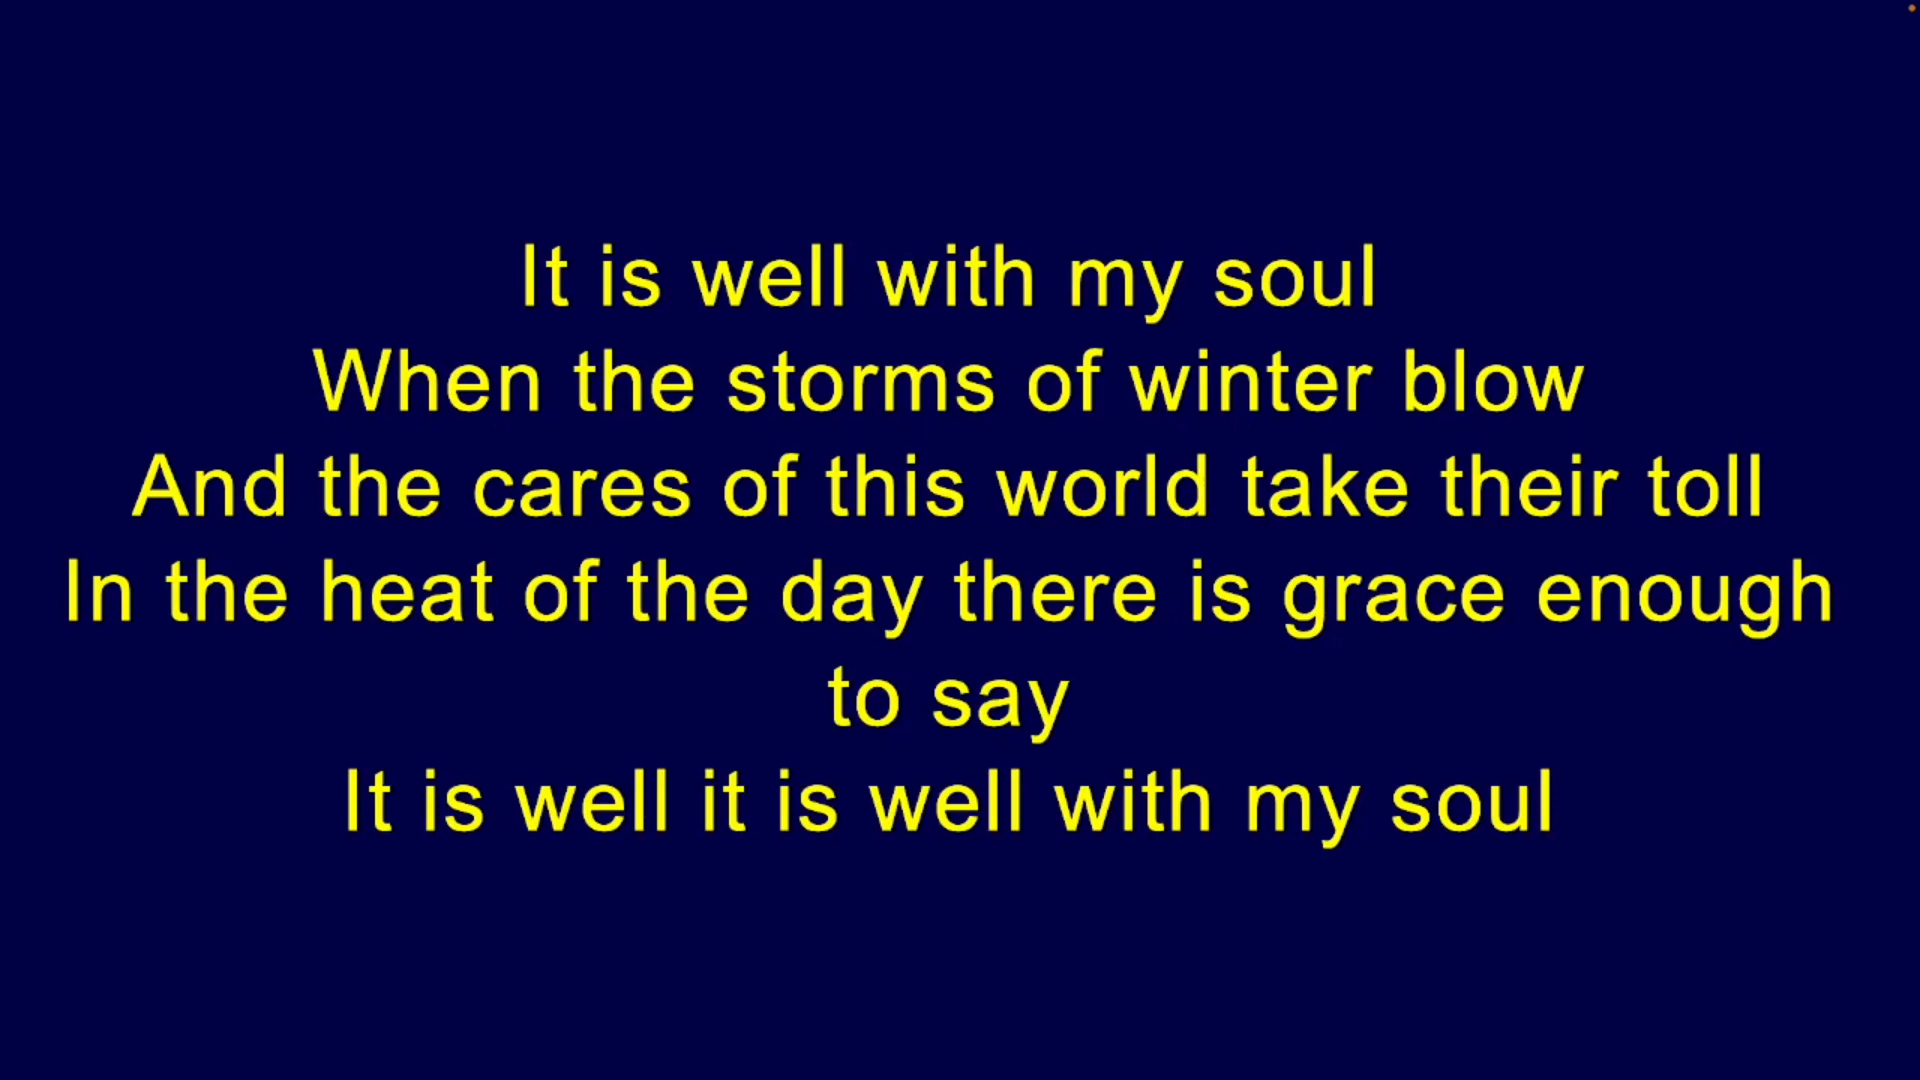 It is well with my soul
When the storms of winter blow
And the cares of this world take their toll
In the heat of the day there is grace enough
to say
It is well it is well with my soul